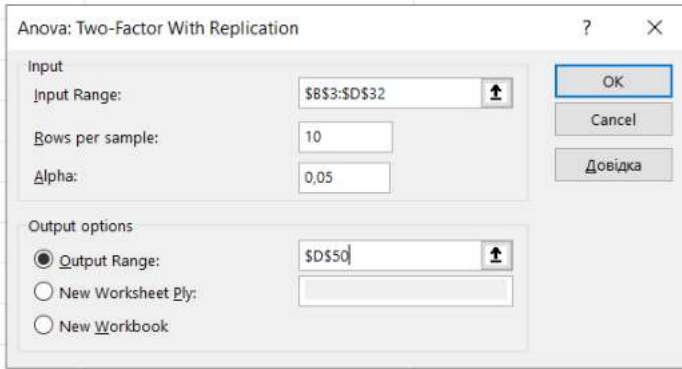 Anova: Two-Factor With Replication ? ×
Input
Input Range: $B$3:$D$32
OK
Rows per sample: 10
Cancel
Alpha: 0,05
Довідка
Output options
Output Range: $D$50
New Worksheet Ply:
New Workbook